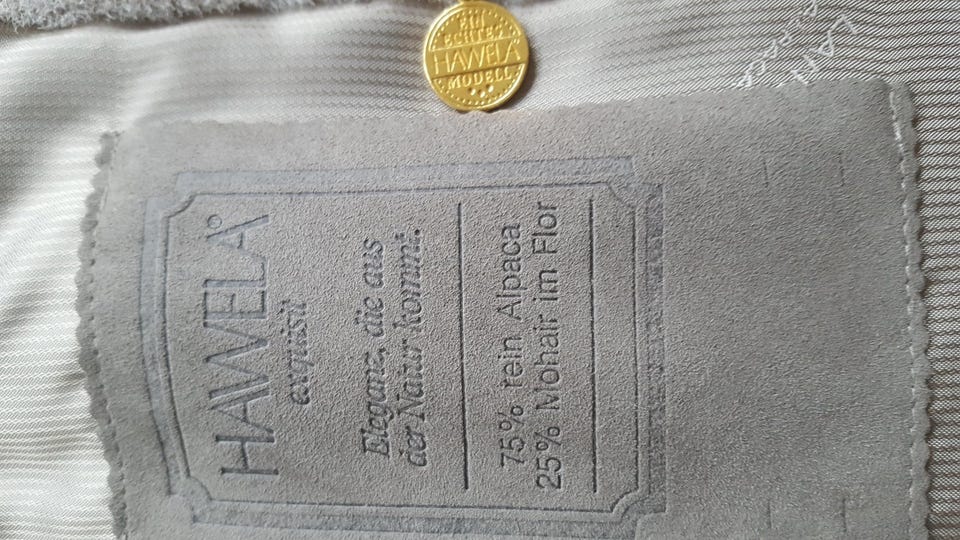 EIN
ECHTES
HAWELA®
MODELL
HAWELA®
exquisit
Eleganz, die aus
der Natur kommt.
75% rein Alpaca
25% Mohair im Flor